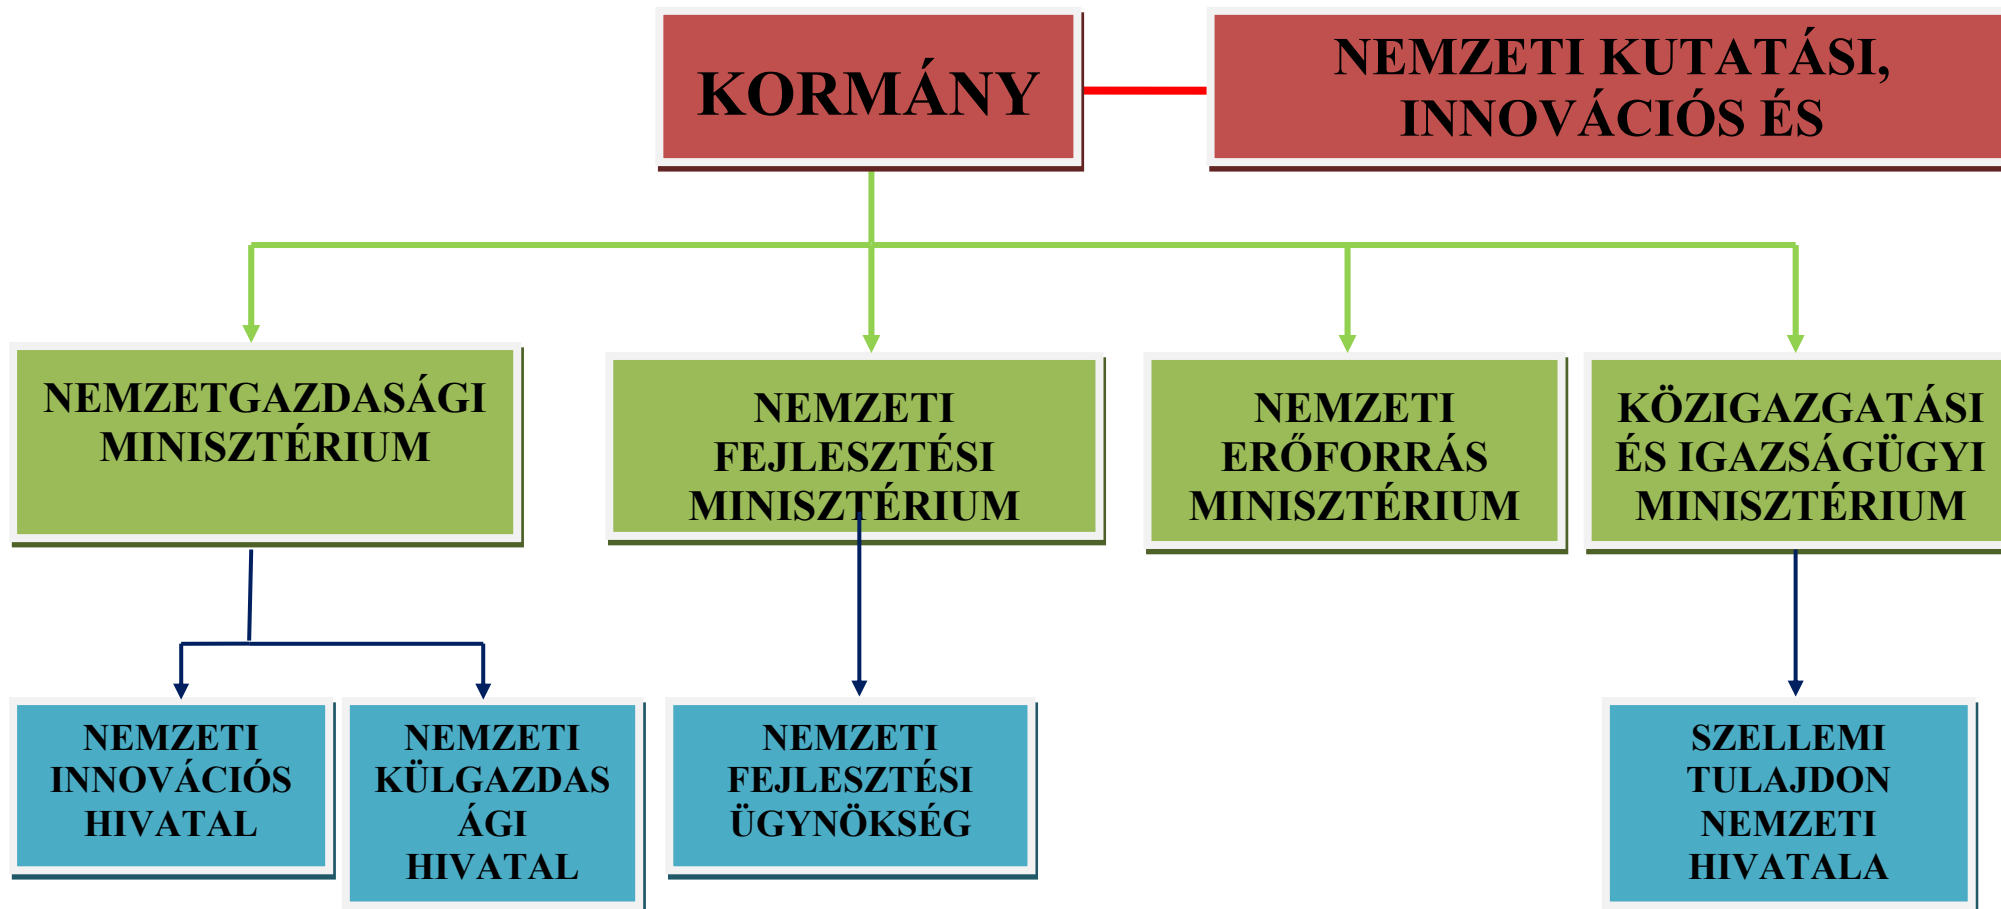 KORMÁNY
NEMZETI KUTATÁSI,
INNOVÁCIÓS ÉS
NEMZETGAZDASÁGI
MINISZTÉRIUM
NEMZETI
FEJLESZTÉSI
MINISZTÉRIUM
NEMZETI
ERŐFORRÁS
MINISZTÉRIUM
KÖZIGAZGATÁSI
ÉS IGAZSÁGÜGYI
MINISZTÉRIUM
NEMZETI
INNOVÁCIÓS
HIVATAL
NEMZETI
KÜLGAZDAS
ÁGI
HIVATAL
NEMZETI
FEJLESZTÉSI
ÜGYNÖKSÉG
SZELLEMI
TULAJDON
NEMZETI
HIVATALA